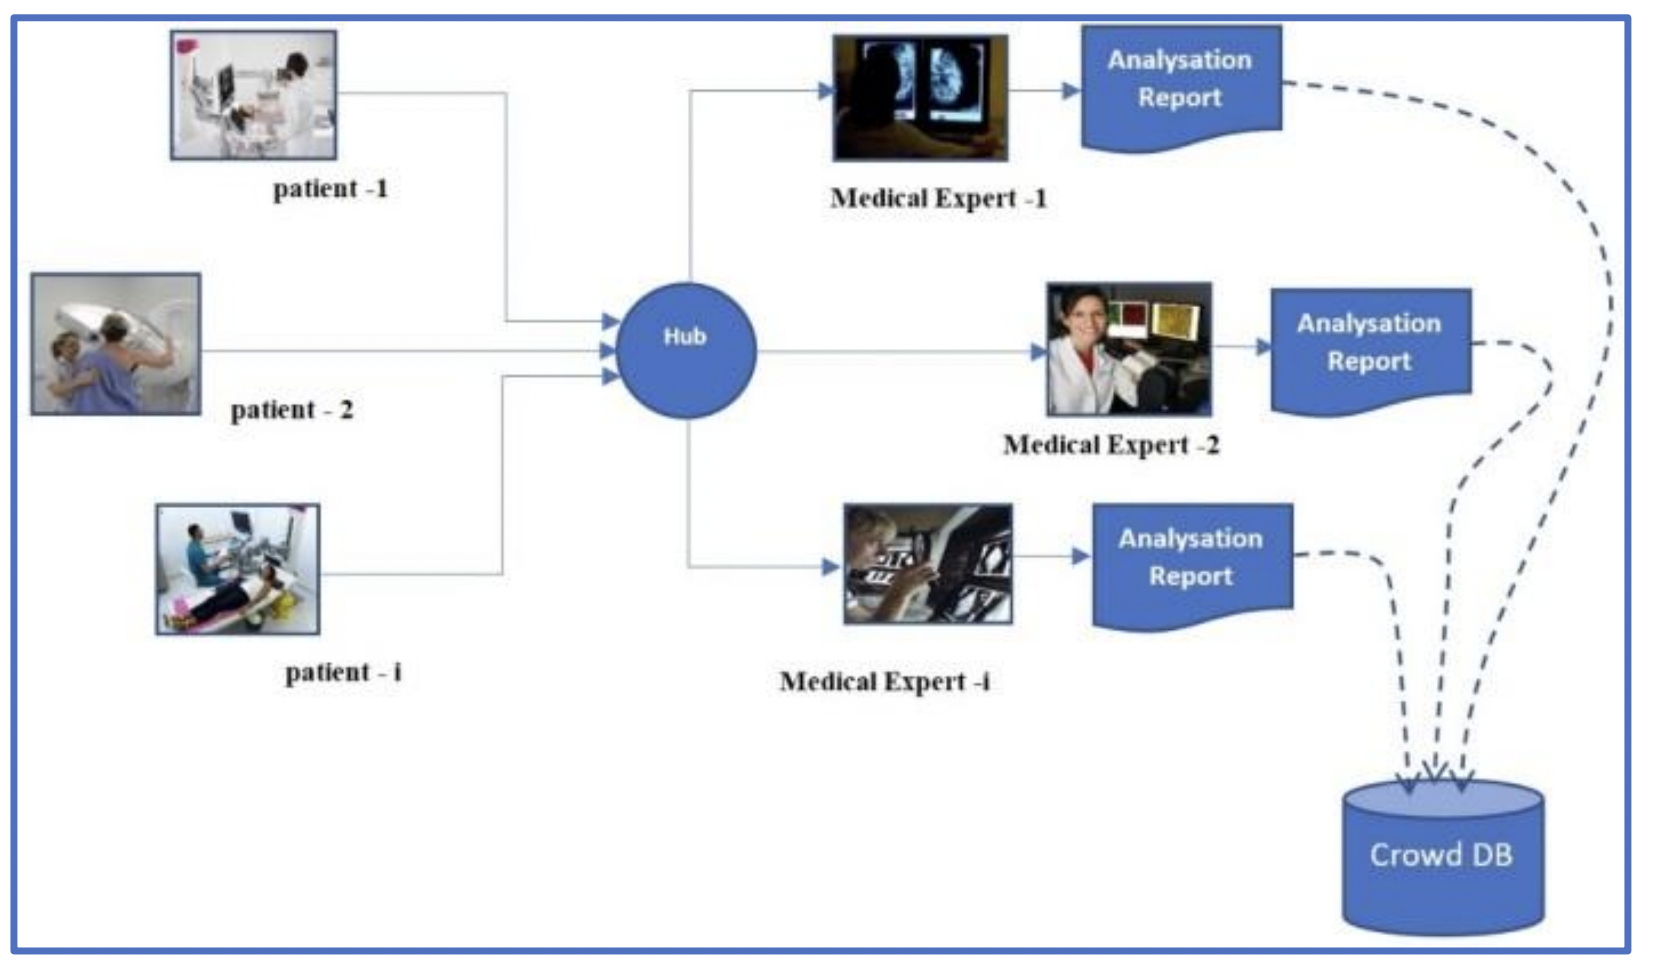 patient -1
patient - 2
patient - i
Hub
Medical Expert -1
Analysation
Report
Medical Expert -2
Analysation
Report
Medical Expert -i
Analysation
Report
Crowd DB